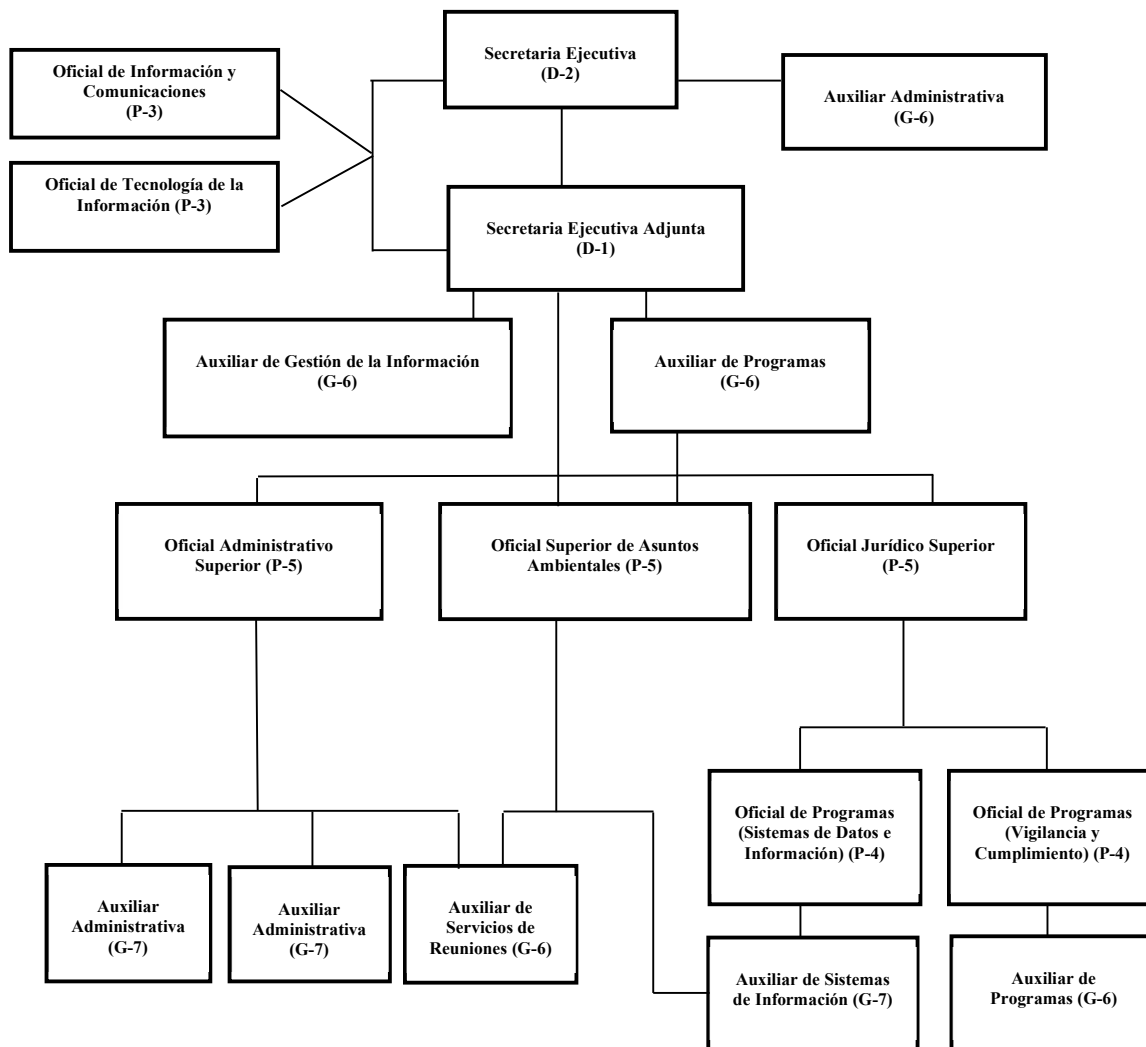 Oficial de Información y
Comunicaciones
(P-3)
Secretaria Ejecutiva
(D-2)
Auxiliar Administrativa
(G-6)
Oficial de Tecnología de la
Información (P-3)
Secretaria Ejecutiva Adjunta
(D-1)
Auxiliar de Gestión de la Información
(G-6)
Auxiliar de Programas
(G-6)
Oficial Administrativo
Superior (P-5)
Oficial Superior de Asuntos
Ambientales (P-5)
Oficial Jurídico Superior
(P-5)
Oficial de Programas
(Sistemas de Datos e
Información) (P-4)
Oficial de Programas
(Vigilancia y
Cumplimiento) (P-4)
Auxiliar
Administrativa
(G-7)
Auxiliar
Administrativa
(G-7)
Auxiliar de
Servicios de
Reuniones (G-6)
Auxiliar de Sistemas
de Información (G-7)
Auxiliar de
Programas (G-6)